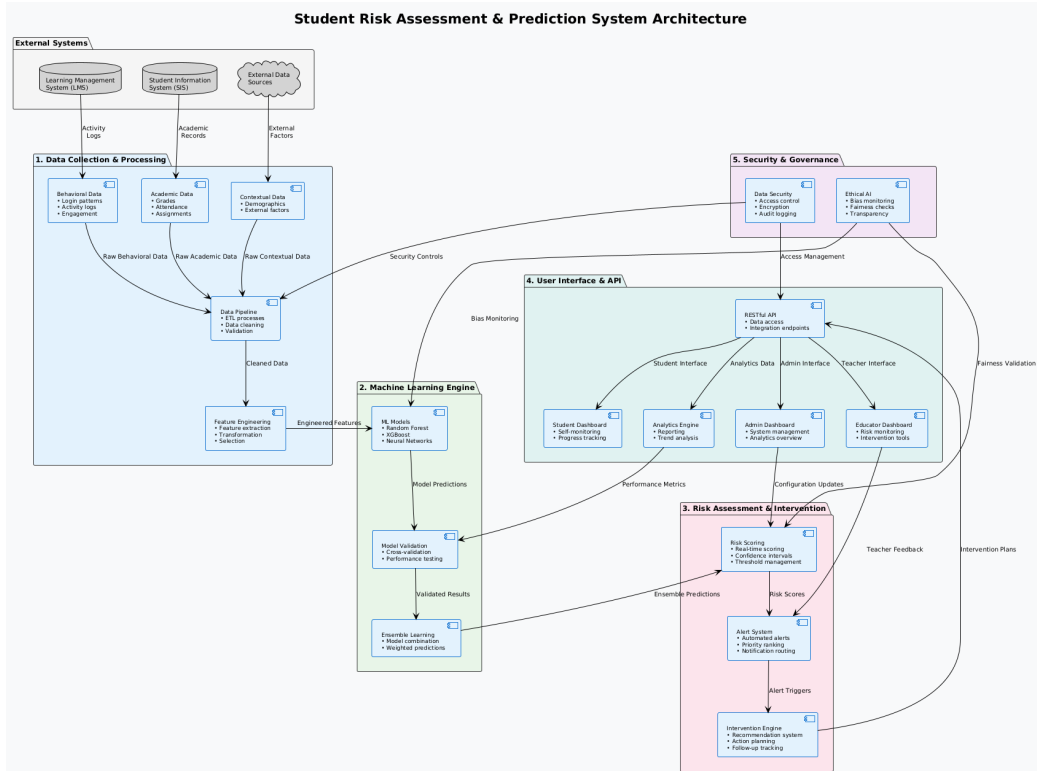 Student Risk Assessment & Prediction System Architecture
External Systems
Learning Management
System (LMS)
Student Information
System (SIS)
External Data
Sources
Activity
Logs
Academic
Records
External
Factors
1. Data Collection & Processing
Behavioral Data
• Login patterns
• Activity logs
• Engagement
Academic Data
• Grades
• Attendance
• Assignments
Contextual Data
• Demographics
• External factors
Raw Behavioral Data
Raw Academic Data
Raw Contextual Data
Data Pipeline
• ETL processes
• Data cleaning
• Validation
Cleaned Data
Feature Engineering
• Feature extraction
• Transformation
• Selection
Engineered Features
5. Security & Governance
Data Security
• Access control
• Encryption
• Audit logging
Ethical AI
• Bias monitoring
• Fairness checks
• Transparency
Security Controls
Access Management
Bias Monitoring
Fairness Validation
4. User Interface & API
RESTful API
• Data access
• Integration endpoints
Student Interface
Analytics Data
Admin Interface
Teacher Interface
Student Dashboard
• Self-monitoring
• Progress tracking
Analytics Engine
• Reporting
• Trend analysis
Admin Dashboard
• System management
• Analytics overview
Educator Dashboard
• Risk monitoring
• Intervention tools
2. Machine Learning Engine
ML Models
• Random Forest
• XGBoost
• Neural Networks
Model Predictions
Performance Metrics
Configuration Updates
Model Validation
• Cross-validation
• Performance testing
Validated Results
Ensemble Learning
• Model combination
• Weighted predictions
Ensemble Predictions
3. Risk Assessment & Intervention
Risk Scoring
• Real-time scoring
• Confidence intervals
• Threshold management
Teacher Feedback
Intervention Plans
Risk Scores
Alert System
• Automated alerts
• Priority ranking
• Notification routing
Alert Triggers
Intervention Engine
• Recommendation system
• Action planning
• Follow-up tracking